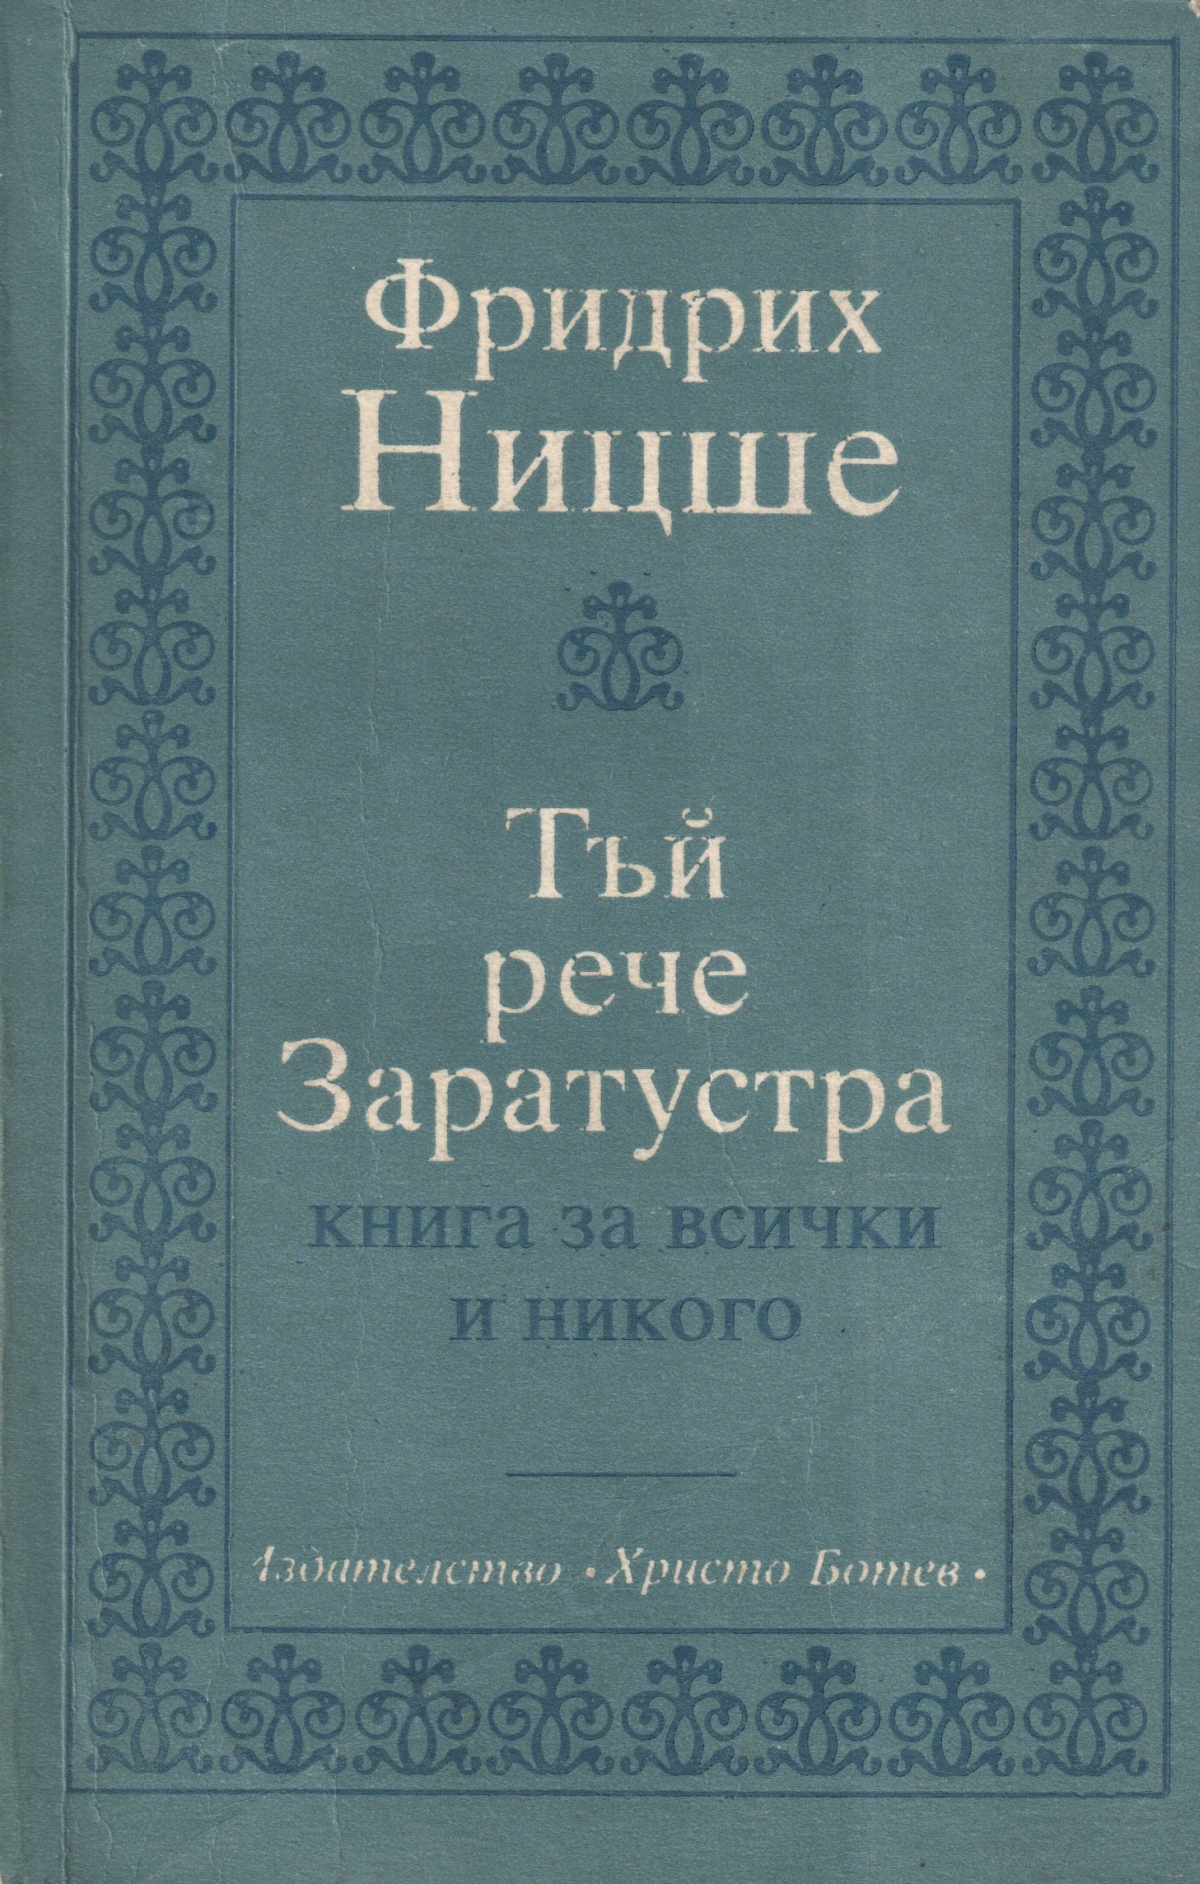 Фридрих
Ницше
Тъй
рече
Заратустра
книга за всички
и никого
Издателство • Христо Ботев •